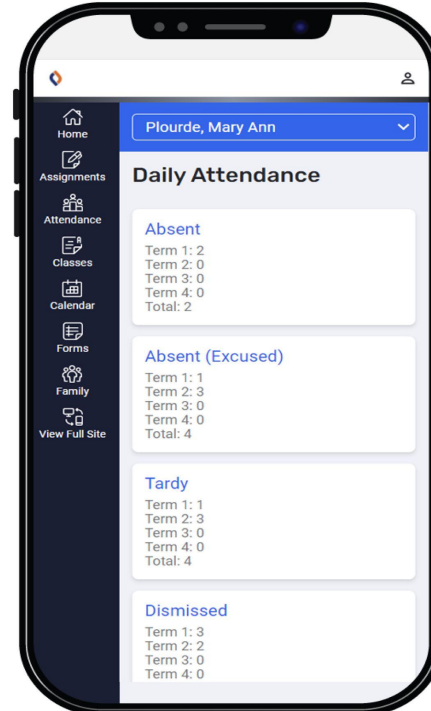 Plourde, Mary Ann
Home
Assignments
Attendance
Classes
Calendar
Forms
Family
View Full Site
Daily Attendance
Absent
Term 1: 2
Term 2: 0
Term 3: 0
Term 4: 0
Total: 2
Absent (Excused)
Term 1: 1
Term 2: 3
Term 3: 0
Term 4: 0
Total: 4
Tardy
Term 1: 1
Term 2: 3
Term 3: 0
Term 4: 0
Total: 4
Dismissed
Term 1: 3
Term 2: 2
Term 3: 0
Term 4: 0